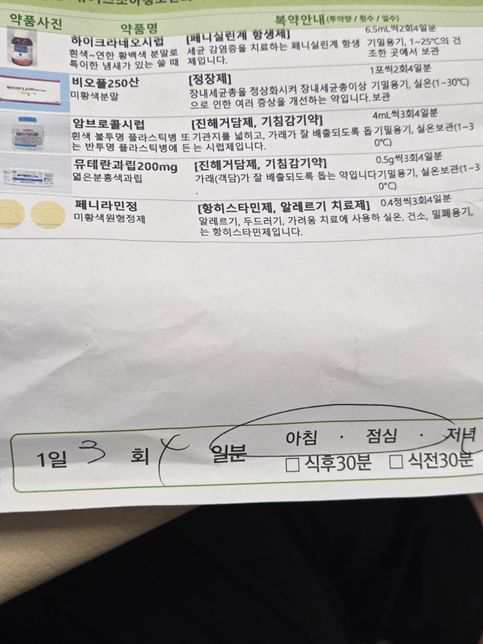 약품사진 약품명 복약안내 (투약량 / 횟수 / 일수)
하이크라네오시럽 [페니실린계 항생제] 6.5mL씩2회4일분
흰색~연한 황백색 분말로 세균 감염증을 치료하는 페니실린계 항생 기밀용기, 1~25℃의 건
특이한 냄새가 있는 쓸 때 제입니다. 조한 곳에서 보관
비오플250산 [정장제] 1포씩2회4일분
미황색분말 장내세균총을 정상화시켜 장내세균총이상 기밀용기, 실온(1~30℃)
으로 인한 여러 증상을 개선하는 약입니다. 보관
암브로콜시럽 [진해거담제, 기침감기약] 4mL씩3회4일분
흰색 불투명 플라스틱병 또 기관지를 넓히고, 가래가 잘 배출되도록 돕 기밀용기, 실온보관(1~3
는 반투명 플라스틱병에 든 는 시럽제입니다. 0℃)
뮤테란과립200mg [진해거담제, 기침감기약] 0.5g씩3회4일분
엷은분홍색과립 가래(객담)가 잘 배출되도록 돕는 약입니다 기밀용기, 실온보관(1~3
. 0℃)
페니라민정 [항히스타민제, 알레르기 치료제] 0.4정씩3회4일분
미황색원형정제 알레르기, 두드러기, 가려움 치료에 사용하 실온, 건소, 밀폐용기,
는 항히스타민제입니다.
1일 3 회 4 일분 아침 · 점심 · 저녁
□ 식후30분 □ 식전30분